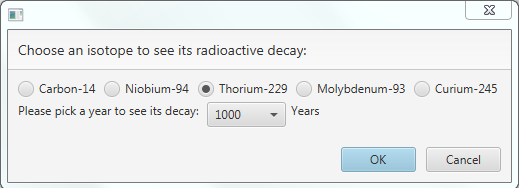 Choose an isotope to see its radioactive decay:
Carbon-14 Niobium-94 Thorium-229 Molybdenum-93 Curium-245
Please pick a year to see its decay: 1000 Years
OK Cancel